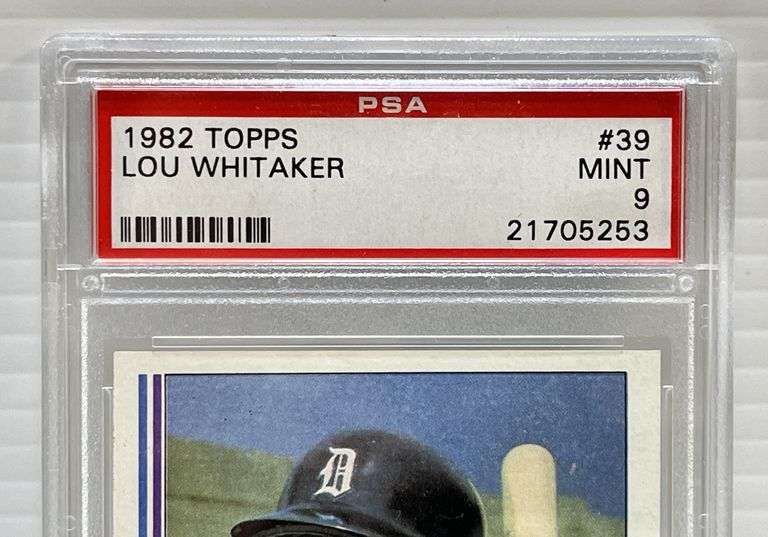 PSA
1982 TOPPS #39
LOU WHITAKER MINT
9
21705253
D